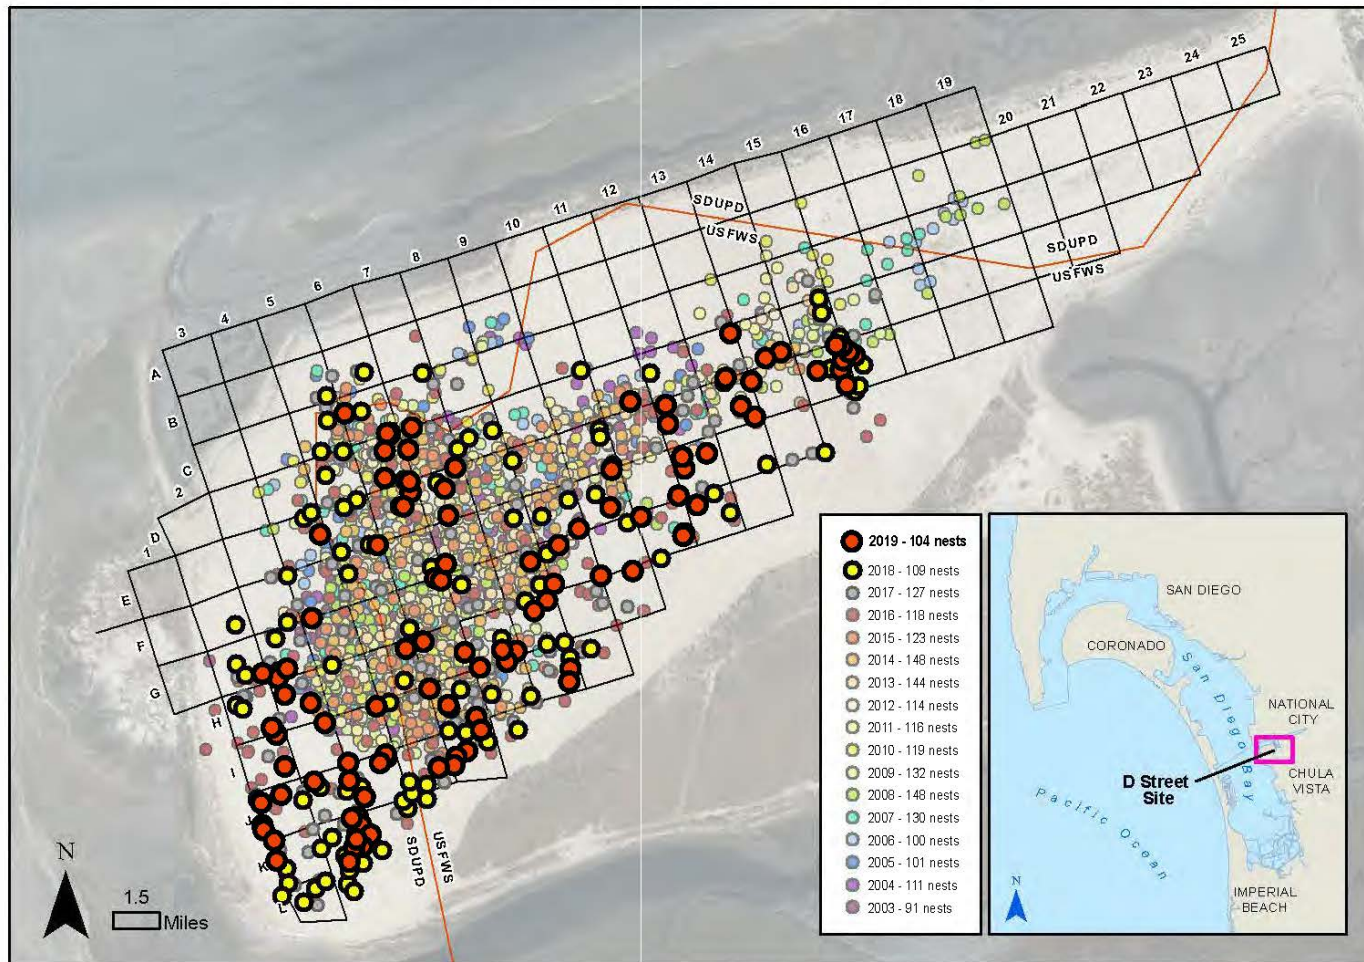 25
24
23
22
21
20
19
18
17
16
15
14
13
12
11
10
9
8
7
6
5
4
3
A
B
C
2
D
1
E
F
G
H
I
J
K
L
SDUPD
USFWS
SDUPD
USFWS
SDUPD
USFWS
N
1.5
Miles
2019 - 104 nests
2018 - 109 nests
2017 - 127 nests
2016 - 118 nests
2015 - 123 nests
2014 - 148 nests
2013 - 144 nests
2012 - 114 nests
2011 - 116 nests
2010 - 119 nests
2009 - 132 nests
2008 - 148 nests
2007 - 130 nests
2006 - 100 nests
2005 - 101 nests
2004 - 111 nests
2003 - 91 nests
SAN DIEGO
CORONADO
San Diego Bay
NATIONAL
CITY
CHULA
VISTA
D Street
Site
Pacific Ocean
IMPERIAL
BEACH
N